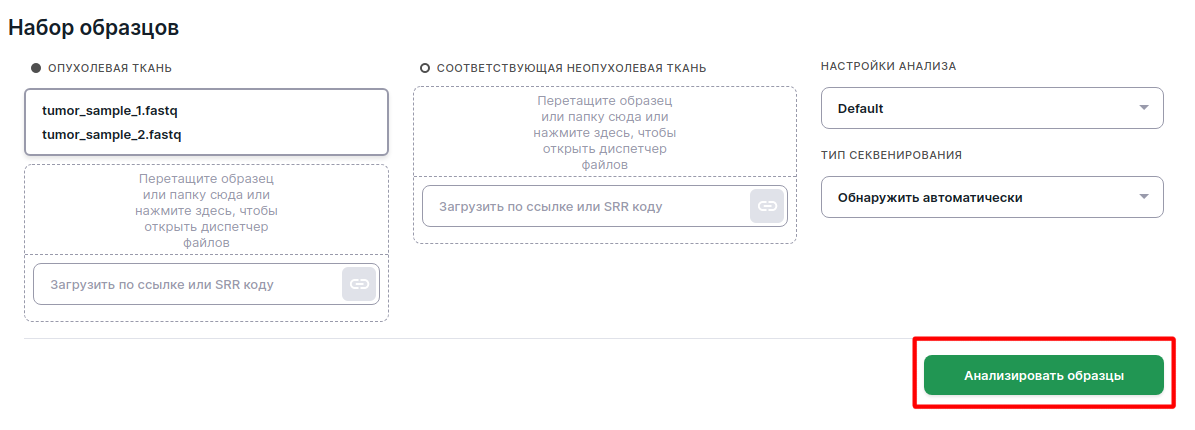 Набор образцов
ОПУХОЛЕВАЯ ТКАНЬ
tumor_sample_1.fastq
tumor_sample_2.fastq
Перетащите образец
или папку сюда или
нажмите здесь, чтобы
открыть диспетчер
файлов
Загрузить по ссылке или SRR коду
СООТВЕТСТВУЮЩАЯ НЕОПУХОЛЕВАЯ ТКАНЬ
Перетащите образец
или папку сюда или
нажмите здесь, чтобы
открыть диспетчер
файлов
Загрузить по ссылке или SRR коду
НАСТРОЙКИ АНАЛИЗА
Default
ТИП СЕКВЕНИРОВАНИЯ
Обнаружить автоматически
Анализировать образцы